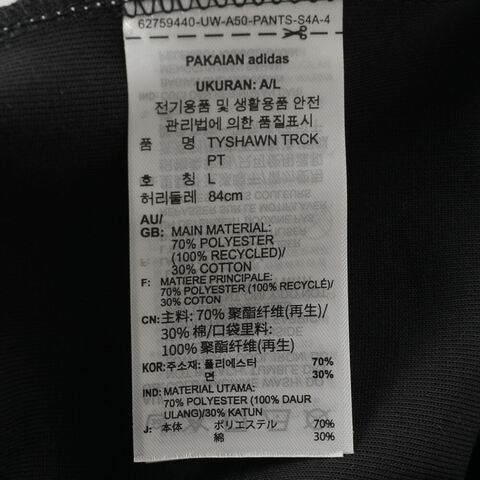 62759440-UW-A50-PANTS-S4A-4
PAKAIAN adidas
UKURAN: A/L
전기용품 및 생활용품 안전
관리법에 의한 품질표시
품 명 TYSHAWN TRCK
PT
호 칭 L
허리둘레 84cm
AU/
GB: MAIN MATERIAL:
70% POLYESTER
(100% RECYCLED)/
30% COTTON
F: MATIERE PRINCIPALE:
70% POLYESTER (100% RECYCLÉ)/
30% COTON
CN: 主料: 70% 聚酯纤维(再生)/
30% 棉/口袋里料:
100% 聚酯纤维(再生)
KOR: 주소재: 폴리에스터 70%
면 30%
IND: MATERIAL UTAMA:
70% POLYESTER (100% DAUR
ULANG)/30% KATUN
J: 本体 ポリエステル 70%
綿 30%